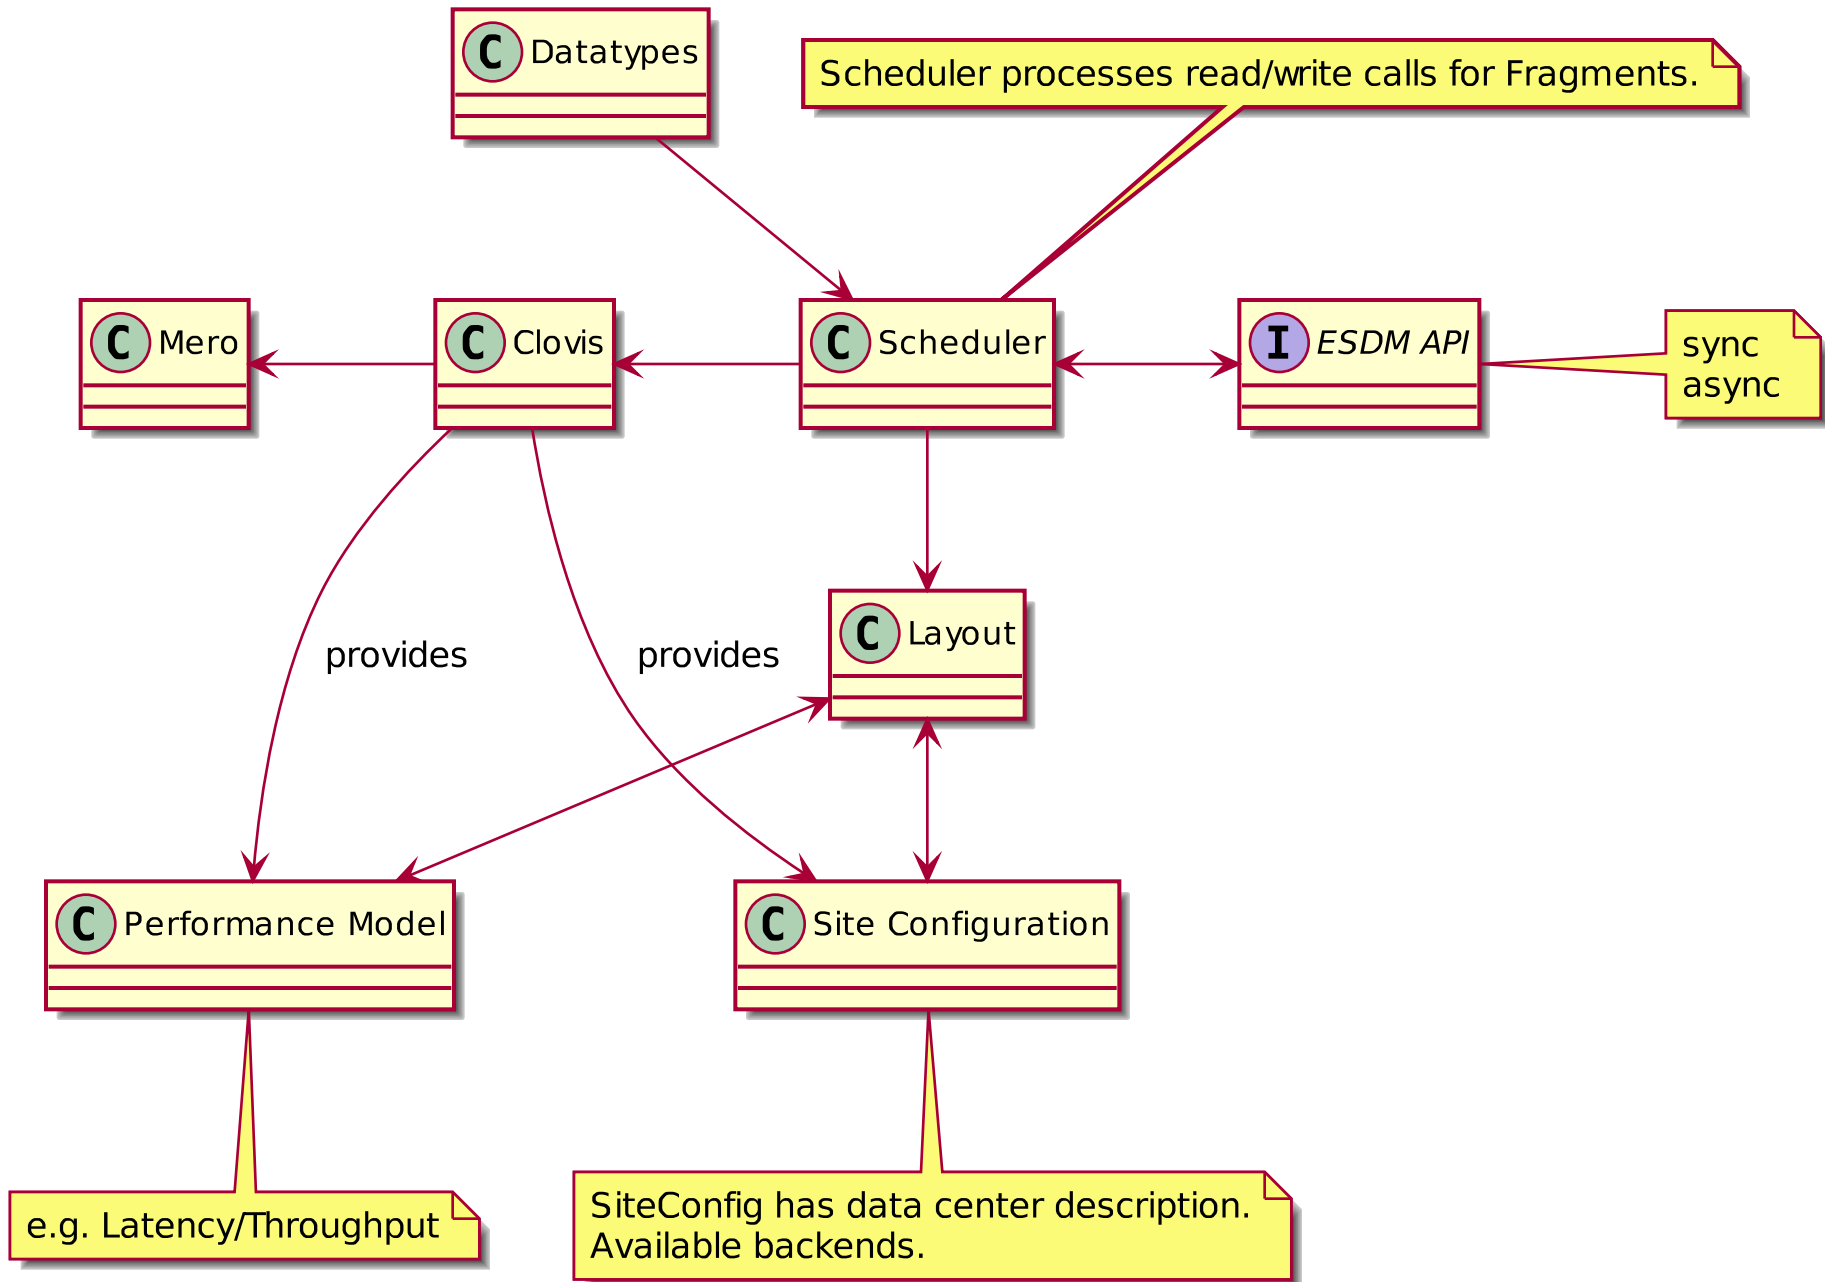 C Datatypes
Scheduler processes read/write calls for Fragments.
C Mero
C Clovis
C Scheduler
I ESDM API
sync
async
C Layout
provides
provides
C Performance Model
C Site Configuration
e.g. Latency/Throughput
SiteConfig has data center description.
Available backends.